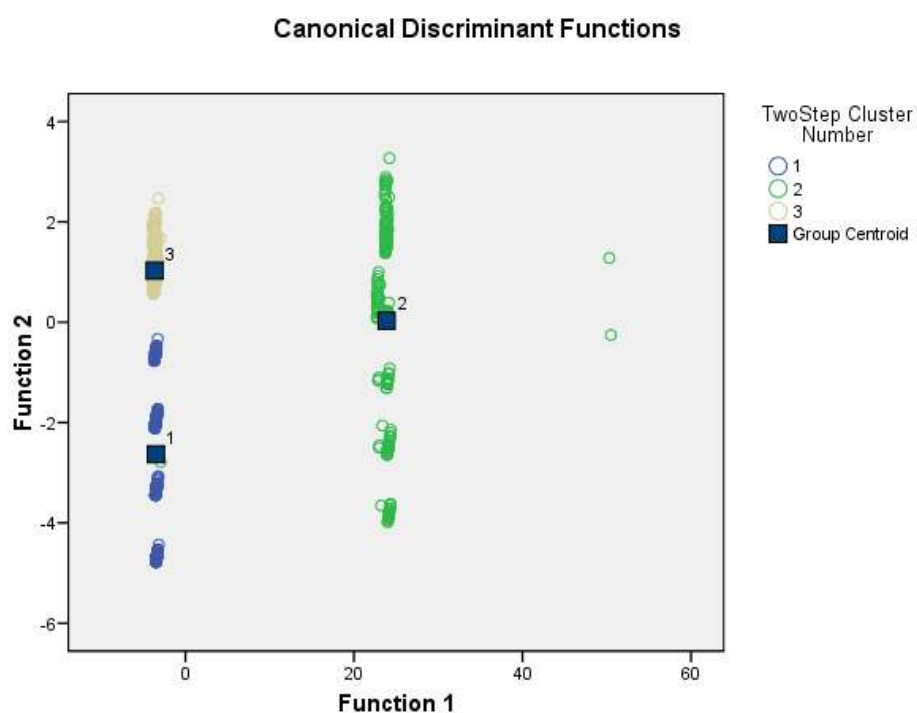 Canonical Discriminant Functions
TwoStep Cluster
Number
1
2
3
Group Centroid
4
2
0
-2
-4
-6
Function 2
3
2
1
0
20
40
60
Function 1